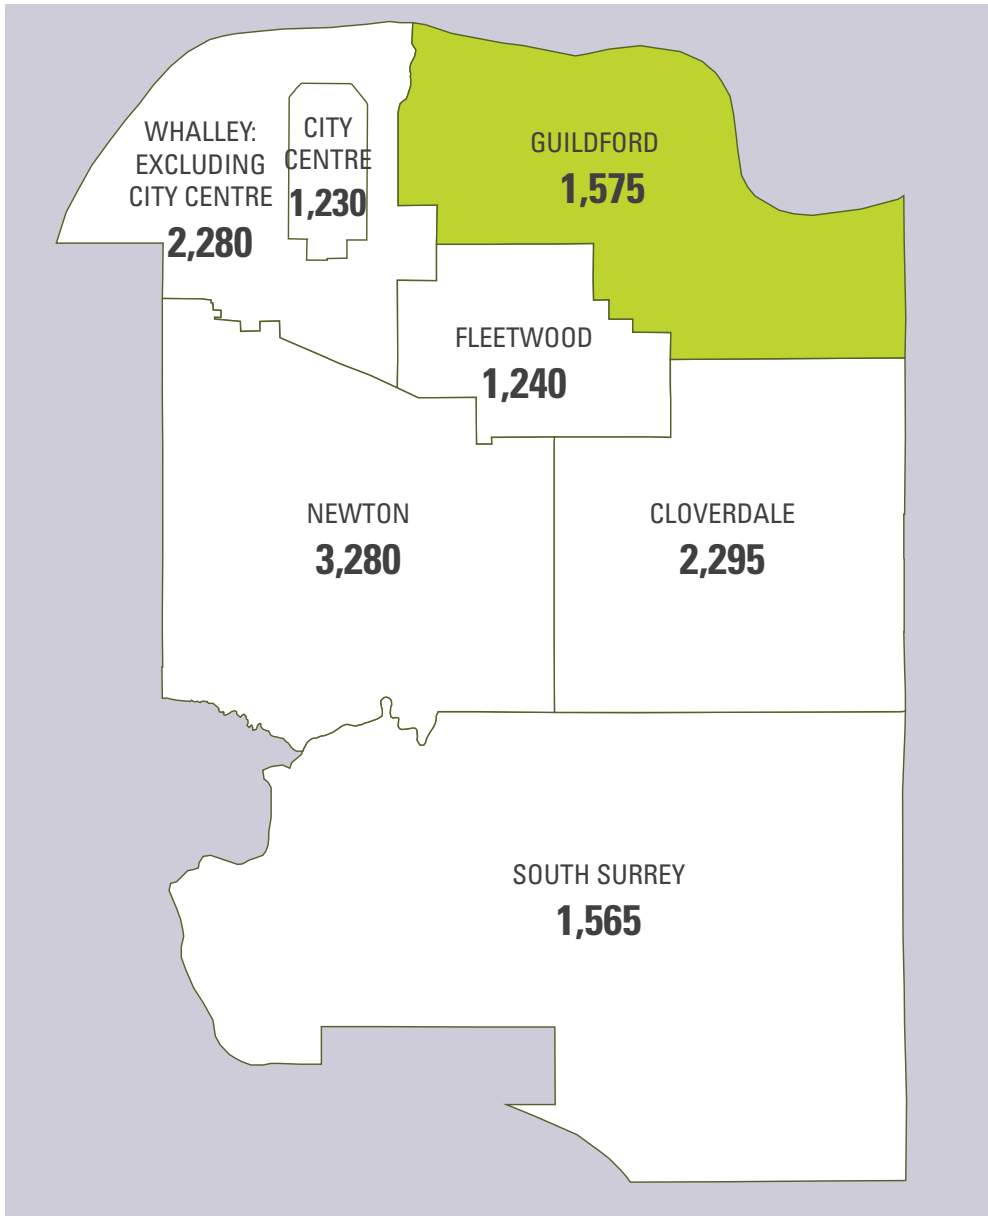 WHALLEY:
EXCLUDING
CITY CENTRE
2,280
CITY
CENTRE
1,230
GUILDFORD
1,575
FLEETWOOD
1,240
NEWTON
3,280
CLOVERDALE
2,295
SOUTH SURREY
1,565